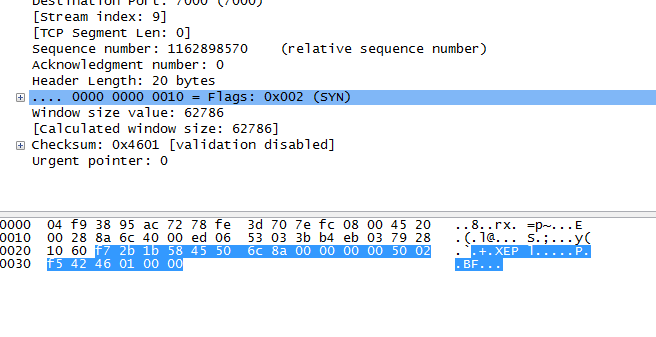 Destination Port: 7000 (7000)
[Stream index: 9]
[TCP Segment Len: 0]
Sequence number: 1162898570 (relative sequence number)
Acknowledgment number: 0
Header Length: 20 bytes
.... 0000 0000 0010 = Flags: 0x002 (SYN)
Window size value: 62786
[Calculated window size: 62786]
Checksum: 0x4601 [validation disabled]
Urgent pointer: 0
0000 04 f9 38 95 ac 72 78 fe 3d 70 7e fc 08 00 45 20 ..8..rx. =p~...E
0010 00 28 8a 6c 40 00 ed 06 53 03 3b b4 eb 03 79 28 .(.l@... S.;...y(
0020 10 60 f7 2b 1b 58 45 50 6c 8a 00 00 00 00 50 02 .`.+.XEP l.....P.
0030 f5 42 46 01 00 00 .BF...